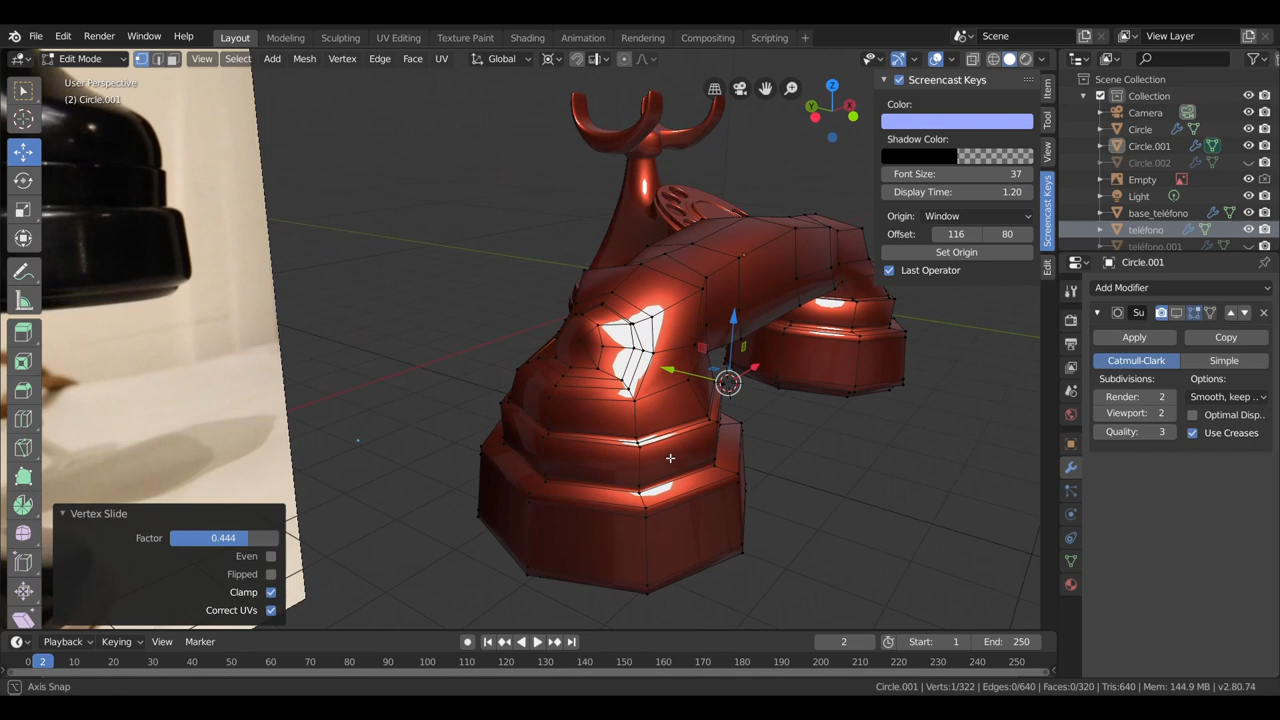 File Edit Render Window Help Layout Modeling Sculpting UV Editing Texture Paint Shading Animation Rendering Compositing Scripting + Scene View Layer
Edit Mode View Select Add Mesh Vertex Edge Face UV Global
User Perspective
(2) Circle.001
Z
Y
X
Screencast Keys
Color:
Shadow Color:
Font Size: 37
Display Time: 1.20
Origin: Window
Offset: 116 80
Set Origin
Last Operator
Item
Tool
View
Screencast Keys
Edit
Scene Collection
Collection
Camera
Circle
Circle.001
Circle.002
Empty
Light
base_teléfono
teléfono
teléfono.001
Circle.001
Add Modifier
Su
Apply Copy
Catmull-Clark Simple
Subdivisions: Options:
Render: 2 Smooth, keep ..
Viewport: 2 Optimal Disp..
Quality: 3 Use Creases
Vertex Slide
Factor 0.444
Even
Flipped
Clamp
Correct UVs
Playback Keying View Marker 2 Start: 1 End: 250
0 2 10 20 30 40 50 60 70 80 90 100 110 120 130 140 150 160 170 180 190 200 210 220 230 240 250
Axis Snap Circle.001 | Verts:1/322 | Edges:0/640 | Faces:0/320 | Tris:640 | Mem: 144.9 MB | v2.80.74